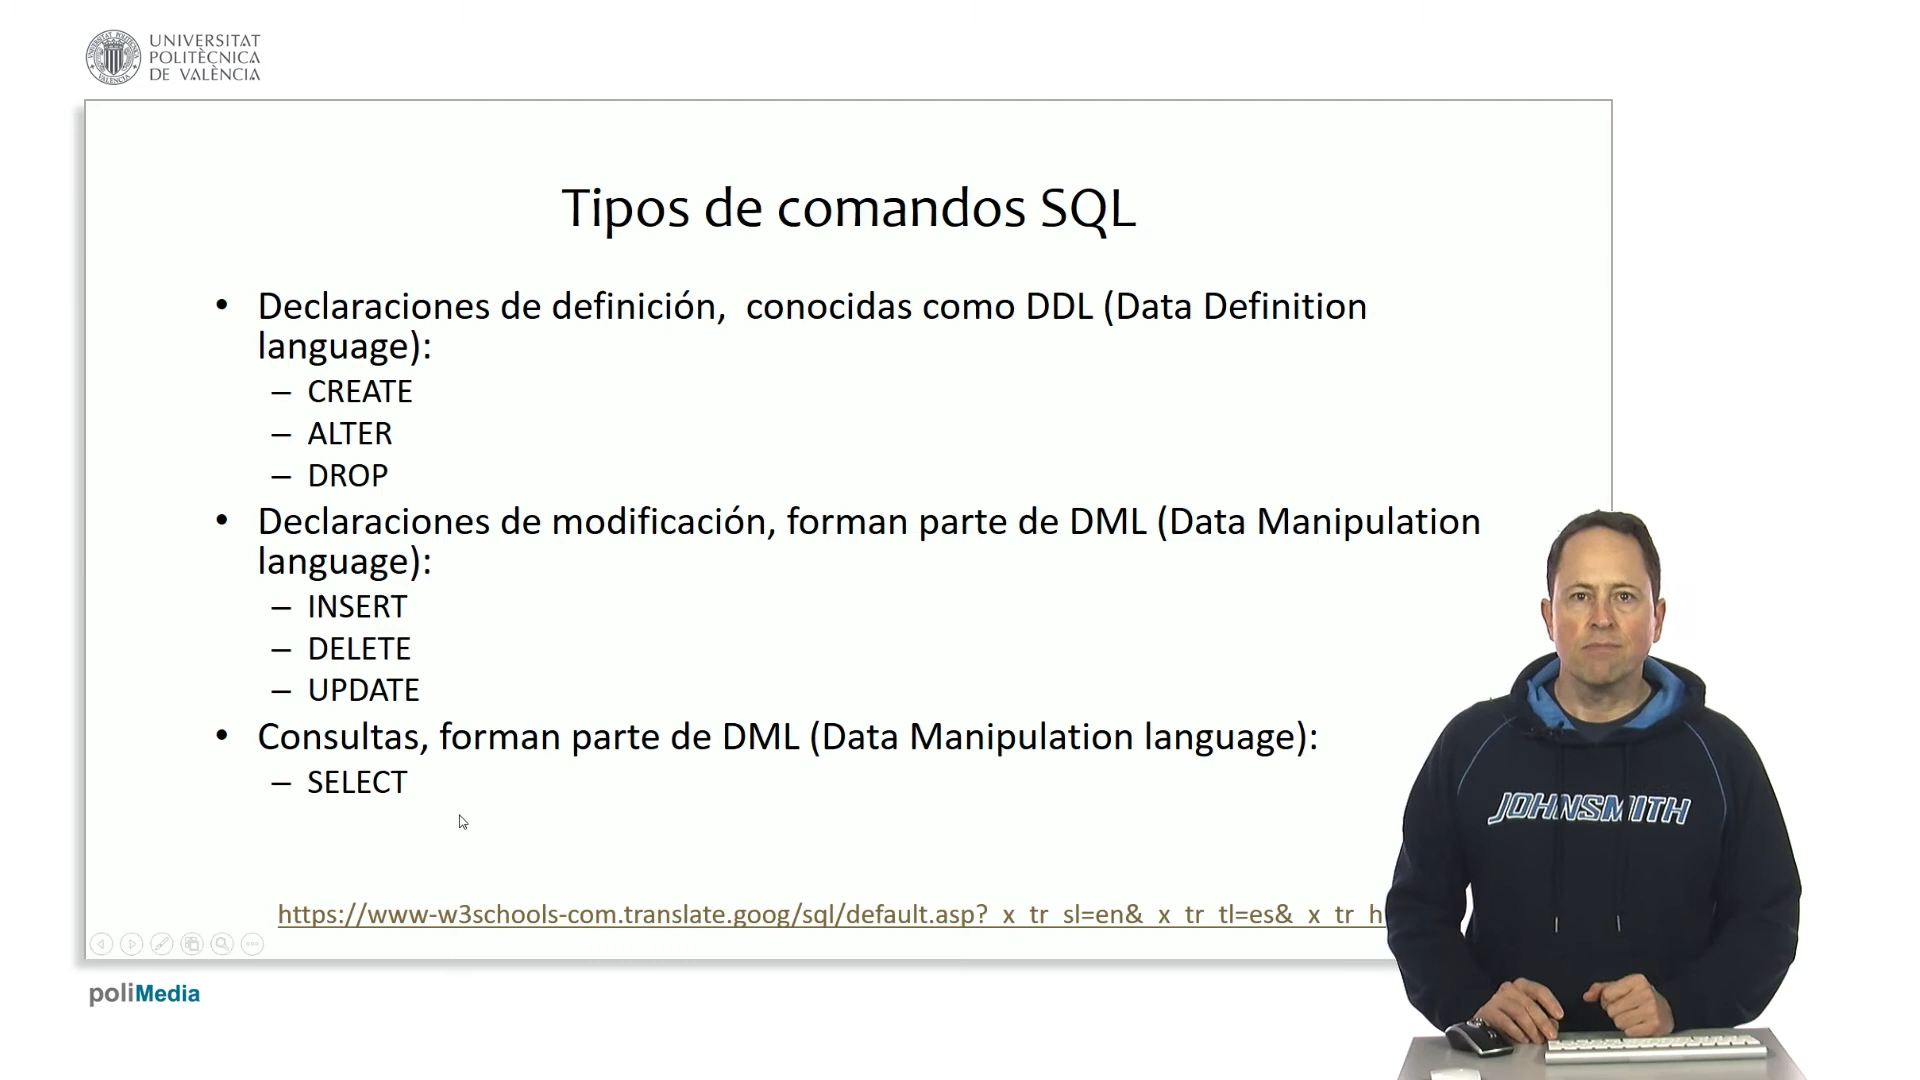 UNIVERSITAT
POLITÈCNICA
DE VALÈNCIA
Tipos de comandos SQL
• Declaraciones de definición,  conocidas como DDL (Data Definition
language):
– CREATE
– ALTER
– DROP
• Declaraciones de modificación, forman parte de DML (Data Manipulation
language):
– INSERT
– DELETE
– UPDATE
• Consultas, forman parte de DML (Data Manipulation language):
– SELECT
JOHNSMITH
https://www-w3schools-com.translate.goog/sql/default.asp?_x_tr_sl=en&_x_tr_tl=es&_x_tr_h
poliMedia